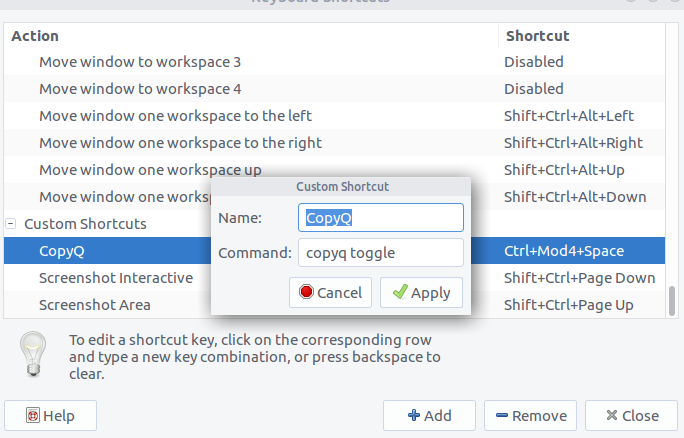 Keyboard Shortcuts
Action Shortcut
Move window to workspace 3 Disabled
Move window to workspace 4 Disabled
Move window one workspace to the left Shift+Ctrl+Alt+Left
Move window one workspace to the right Shift+Ctrl+Alt+Right
Move window one workspace up Shift+Ctrl+Alt+Up
Move window one Shift+Ctrl+Alt+Down
Custom Shortcuts
CopyQ Ctrl+Mod4+Space
Screenshot Interactive Shift+Ctrl+Page Down
Screenshot Area Shift+Ctrl+Page Up
Custom Shortcut
Name: CopyQ
Command: copyq toggle
Cancel Apply
To edit a shortcut key, click on the corresponding row
and type a new key combination, or press backspace to
clear.
Help Add Remove Close